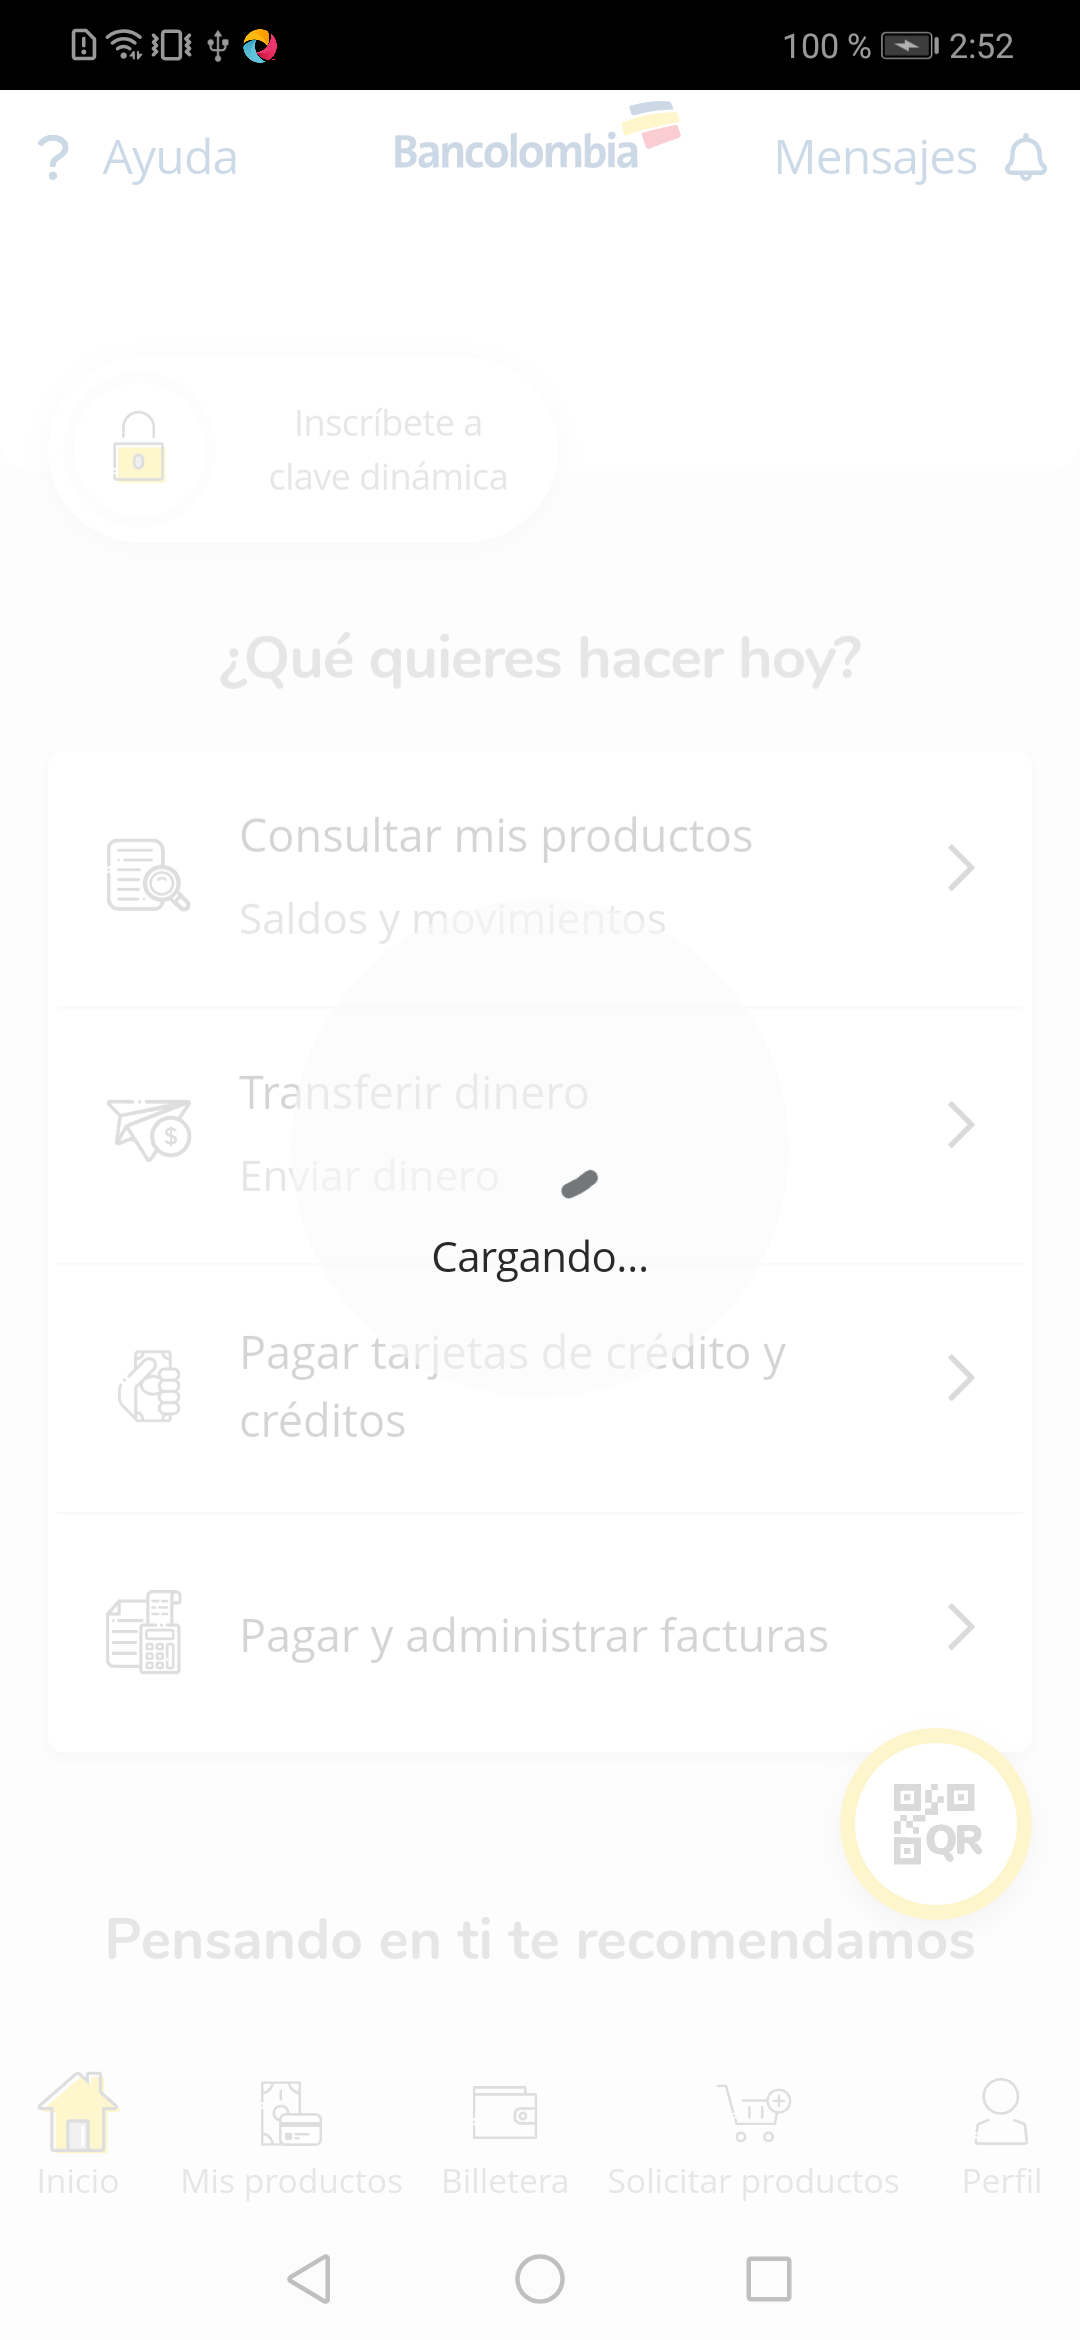 100 % 2:52
? Ayuda
Bancolombia
Mensajes
Inscríbete a
clave dinámica
¿Qué quieres hacer hoy?
Consultar mis productos
Saldos y movimientos
Transferir dinero
$
Enviar dinero
Cargando...
Pagar tarjetas de crédito y
créditos
Pagar y administrar facturas
QR
Pensando en ti te recomendamos
Inicio
Mis productos
Billetera
Solicitar productos
Perfil